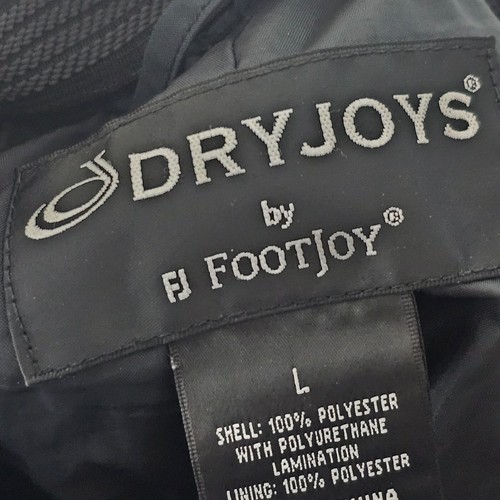 DRYJOYS®
by
FJ FOOTJOY®
L
SHELL: 100% POLYESTER
WITH POLYURETHANE
LAMINATION
LINING: 100% POLYESTER